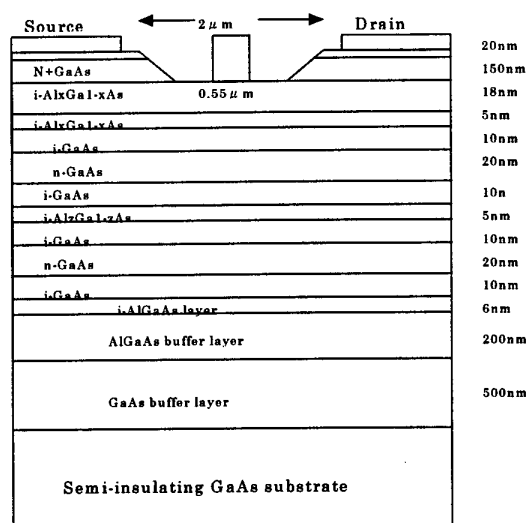 Source 2μm Drain
20nm
N+GaAs 150nm
i-AlxGa1-xAs 0.55μm 18nm
i-AlxGa1-xAs 5nm
i-GaAs 10nm
n-GaAs 20nm
i-GaAs 10n
i-AlzGa1-zAs 5nm
i-GaAs 10nm
n-GaAs 20nm
i-GaAs 10nm
i-AlGaAs layer 6nm
AlGaAs buffer layer 200nm
GaAs buffer layer 500nm
Semi-insulating GaAs substrate